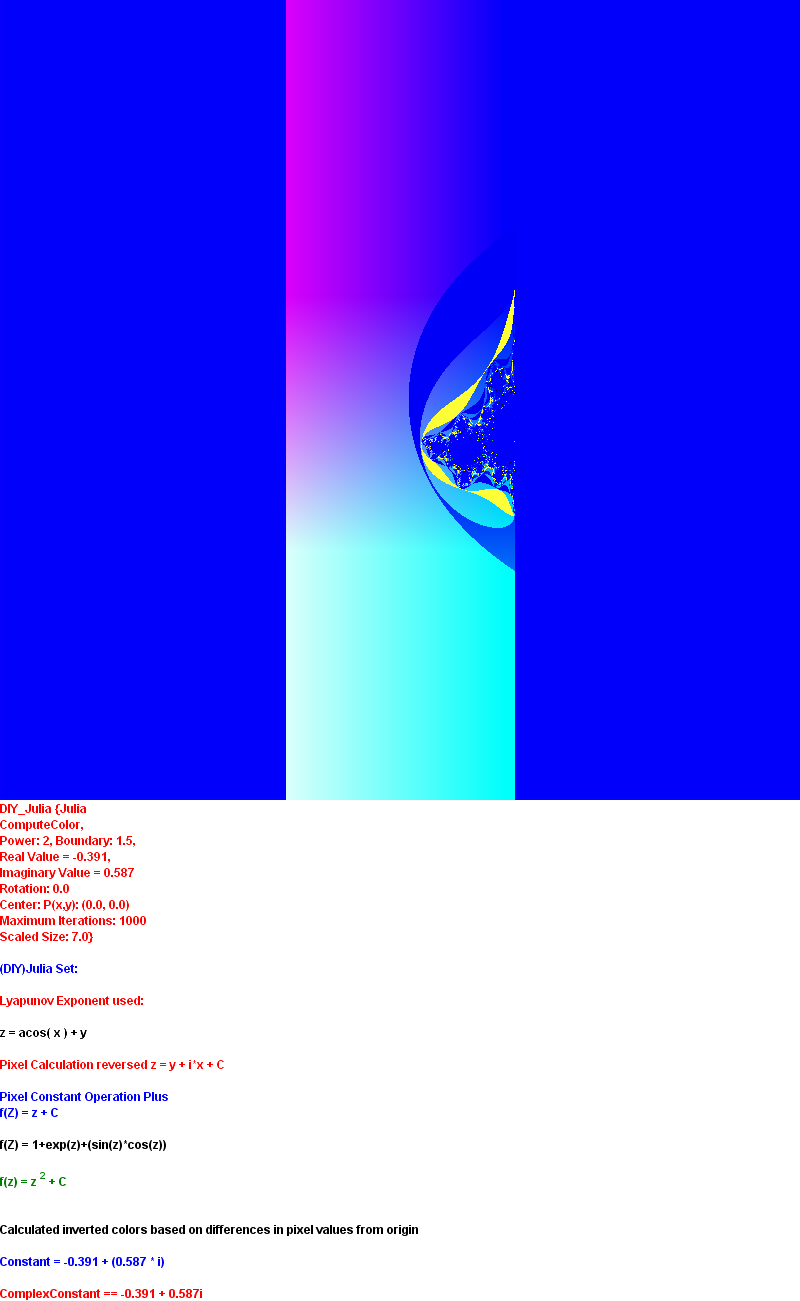 DIY_Julia {Julia
ComputeColor,
Power: 2, Boundary: 1.5,
Real Value = -0.391,
Imaginary Value = 0.587
Rotation: 0.0
Center: P(x,y): (0.0, 0.0)
Maximum Iterations: 1000
Scaled Size: 7.0}
(DIY)Julia Set:
Lyapunov Exponent used:
z = acos( x ) + y
Pixel Calculation reversed z = y + i*x + C
Pixel Constant Operation Plus
f(Z) = z + C
f(Z) = 1+exp(z)+(sin(z)*cos(z))
f(z) = z 2 + C
Calculated inverted colors based on differences in pixel values from origin
Constant = -0.391 + (0.587 * i)
ComplexConstant == -0.391 + 0.587i